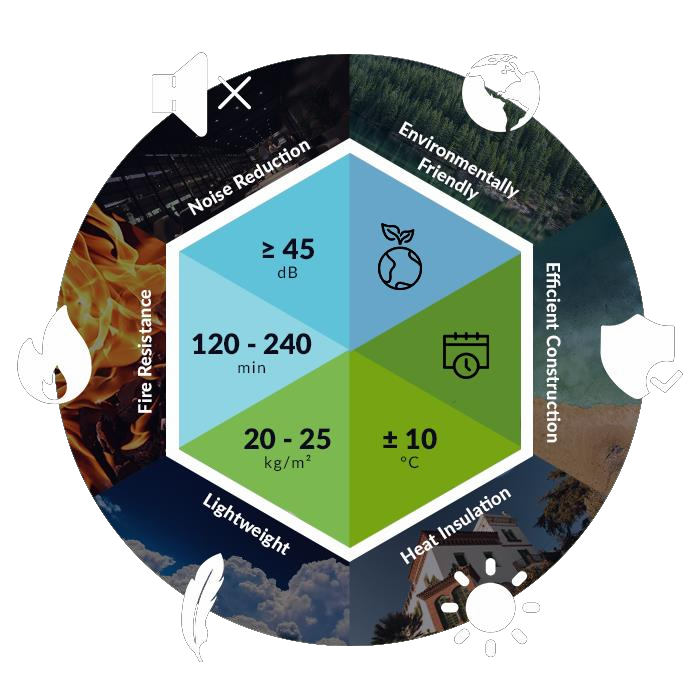 Noise Reduction
Environmentally
Friendly
≥ 45
dB
Fire Resistance
120 - 240
min
Efficient Construction
20 - 25
kg/m²
± 10
°C
Lightweight
Heat Insulation